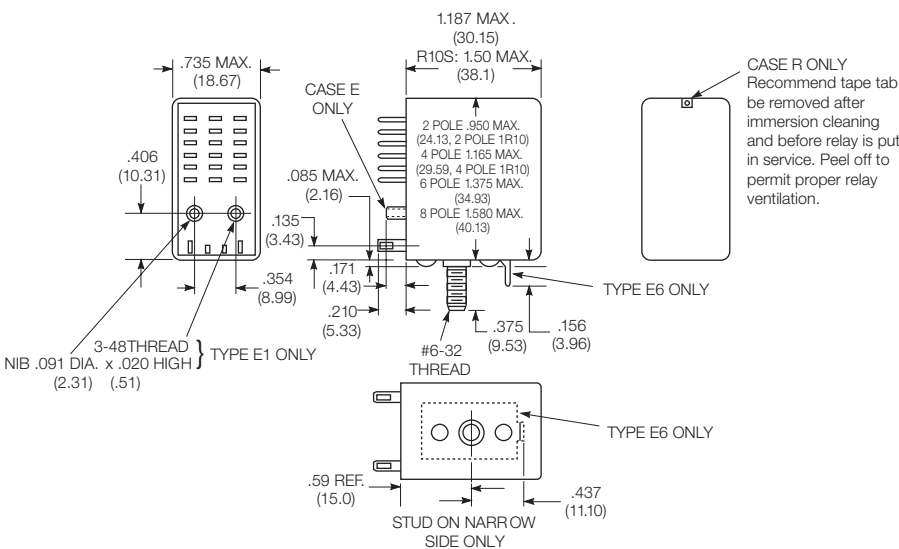 1.187 MAX.
(30.15)
R10S: 1.50 MAX.
(38.1)
.735 MAX.
(18.67)
CASE E
ONLY
CASE R ONLY
Recommend tape tab
be removed after
immersion cleaning
and before relay is put
in service. Peel off to
permit proper relay
ventilation.
2 POLE .950 MAX.
(24.13, 2 POLE 1R10)
4 POLE 1.165 MAX.
(29.59, 4 POLE 1R10)
6 POLE 1.375 MAX.
(34.93)
8 POLE 1.580 MAX.
(40.13)
.406
(10.31)
.085 MAX.
(2.16)
.135
(3.43)
.354
(8.99)
.171
(4.43)
.210
(5.33)
TYPE E6 ONLY
.375
(9.53)
.156
(3.96)
#6-32
THREAD
3-48THREAD
NIB .091 DIA. x .020 HIGH
(2.31) (.51)
} TYPE E1 ONLY
TYPE E6 ONLY
.59 REF.
(15.0)
.437
(11.10)
STUD ON NARROW
SIDE ONLY